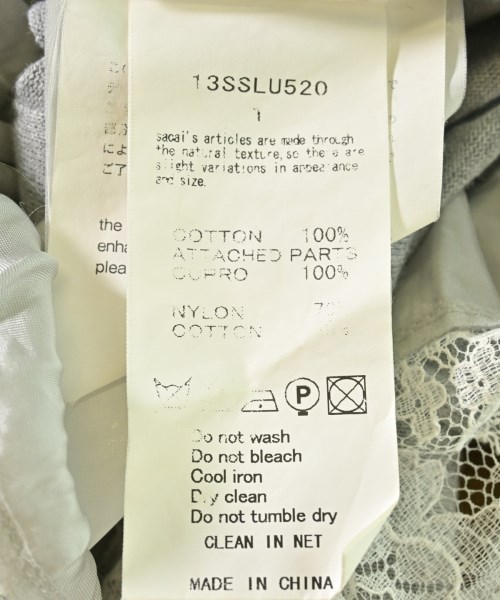 13SSLU520
1
sacai's articles are made through
the natural texture, so there are
slight variations in appearance
and size.
COTTON 100%
ATTACHED PARTS
CUPRO 100%
NYLON
COTTON
P
Do not wash
Do not bleach
Cool iron
Dry clean
Do not tumble dry
CLEAN IN NET
MADE IN CHINA
the
enha
plea